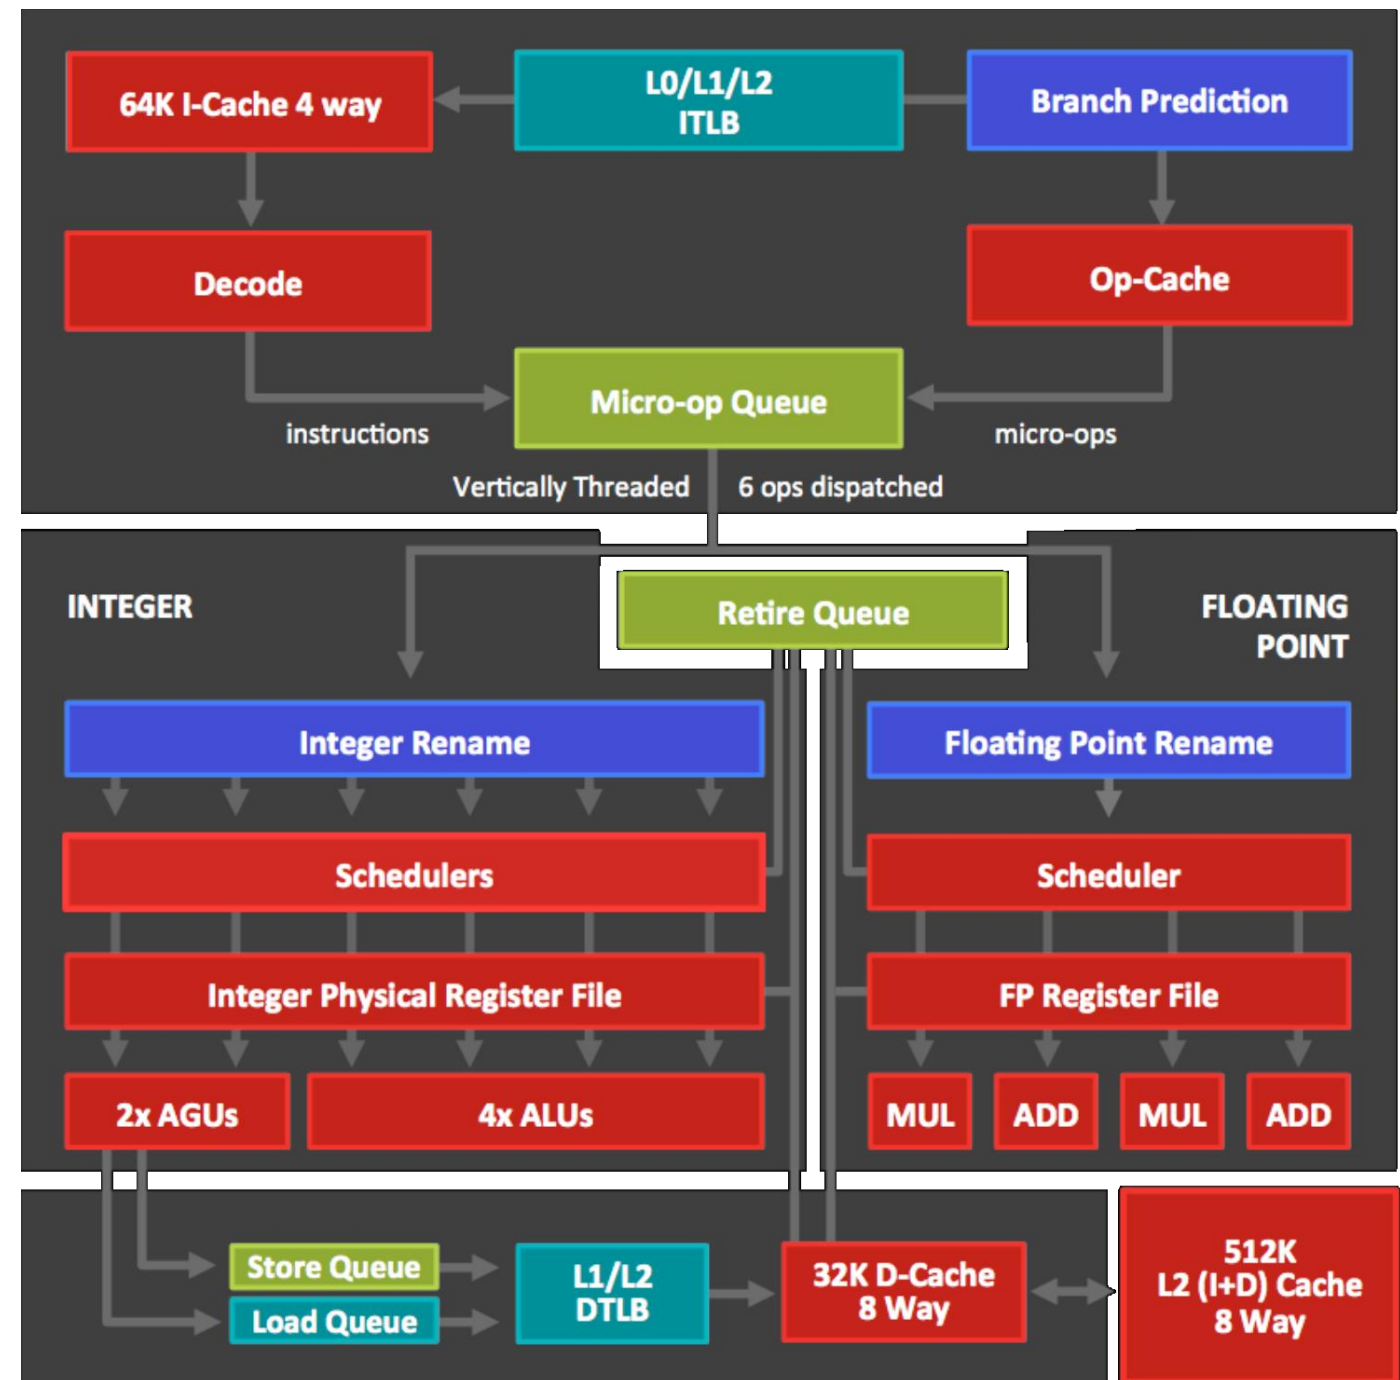 64K I-Cache 4 way
L0/L1/L2
ITLB
Branch Prediction
Decode
Op-Cache
Micro-op Queue
instructions
micro-ops
Vertically Threaded
6 ops dispatched
INTEGER
Retire Queue
FLOATING
POINT
Integer Rename
Floating Point Rename
Schedulers
Scheduler
Integer Physical Register File
FP Register File
2x AGUs
4x ALUs
MUL
ADD
MUL
ADD
Store Queue
Load Queue
L1/L2
DTLB
32K D-Cache
8 Way
512K
L2 (I+D) Cache
8 Way